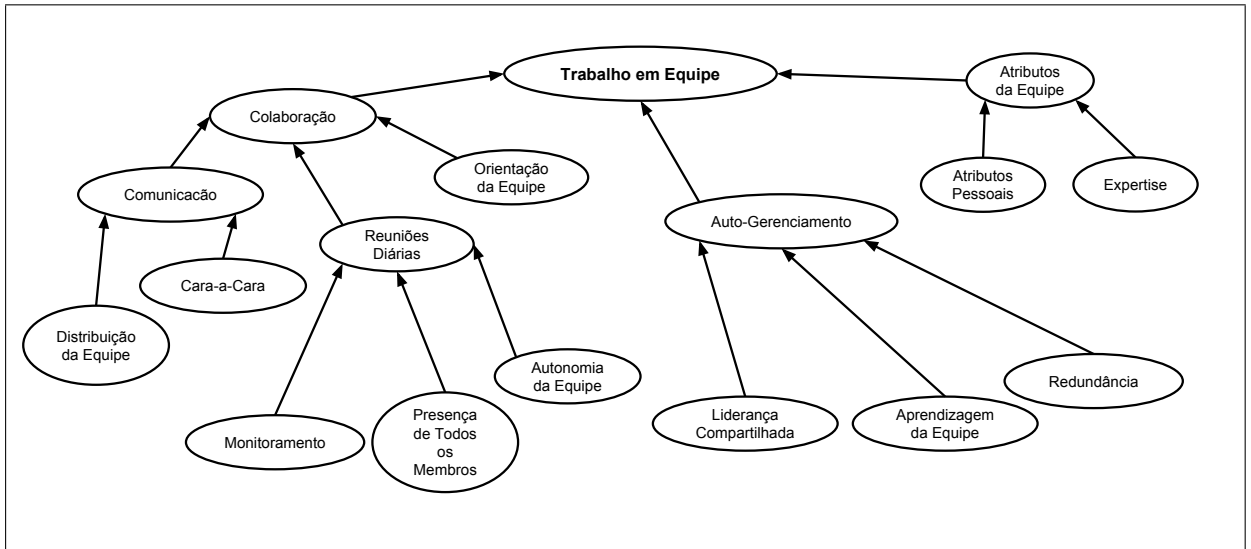 Trabalho em Equipe
Atributos
da Equipe
Colaboração
Orientação
da Equipe
Atributos
Pessoais
Expertise
Comunicacão
Auto-Gerenciamento
Reuniões
Diárias
Cara-a-Cara
Distribuição
da Equipe
Autonomia
da Equipe
Redundância
Monitoramento
Presença
de Todos
os
Membros
Liderança
Compartilhada
Aprendizagem
da Equipe